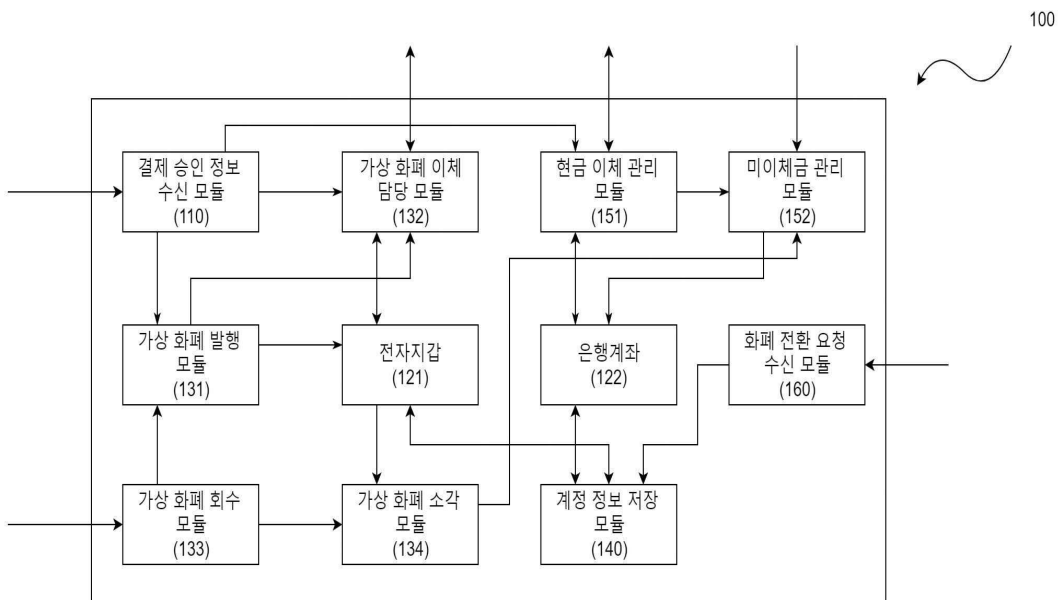 100
결제 승인 정보
수신 모듈
(110)
가상 화폐 이체
담당 모듈
(132)
현금 이체 관리
모듈
(151)
미이체금 관리
모듈
(152)
가상 화폐 발행
모듈
(131)
전자지갑
(121)
은행계좌
(122)
화폐 전환 요청
수신 모듈
(160)
가상 화폐 회수
모듈
(133)
가상 화폐 소각
모듈
(134)
계정 정보 저장
모듈
(140)